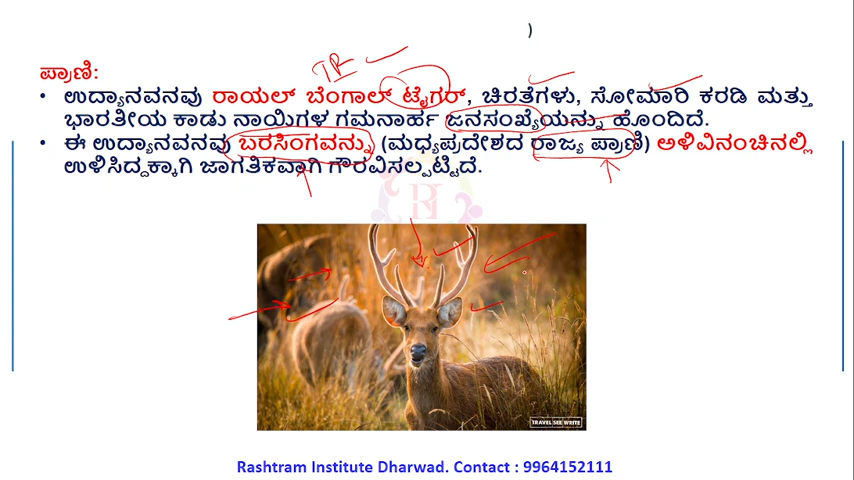 )
TR
ಪ್ರಾಣಿ:
• ಉದ್ಯಾನವನವು ರಾಯಲ್ ಬೆಂಗಾಲ್ ಟೈಗರ್, ಚಿರತೆಗಳು, ಸೋಮಾರಿ ಕರಡಿ ಮತ್ತು
ಭಾರತೀಯ ಕಾಡು ನಾಯಿಗಳ ಗಮನಾರ್ಹ ಜನಸಂಖ್ಯೆಯನ್ನು ಹೊಂದಿದೆ.
• ಈ ಉದ್ಯಾನವನವು ಬರಸಿಂಗವನ್ನು (ಮಧ್ಯಪ್ರದೇಶದ ರಾಜ್ಯ ಪ್ರಾಣಿ) ಅಳಿವಿನಂಚಿನಲ್ಲಿ
ಉಳಿಸಿದ್ದಕ್ಕಾಗಿ ಜಾಗತಿಕವಾಗಿ ಗೌರವಿಸಲ್ಪಟ್ಟಿದೆ.
TRAVEL SEE WRITE
Rashtram Institute Dharwad. Contact : 9964152111